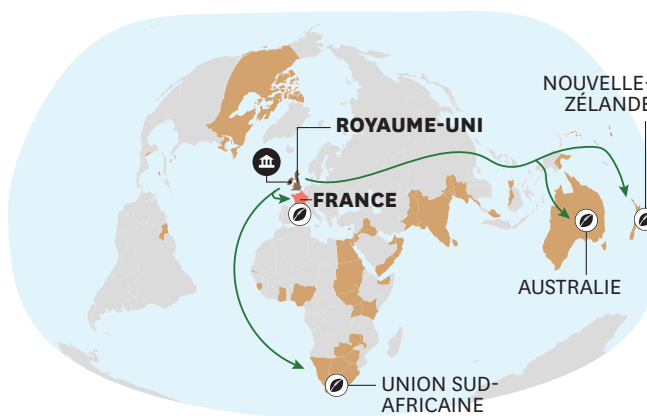 NOUVELLE-
ZÉLANDE
ROYAUME-UNI
FRANCE
AUSTRALIE
UNION SUD-
AFRICAINE